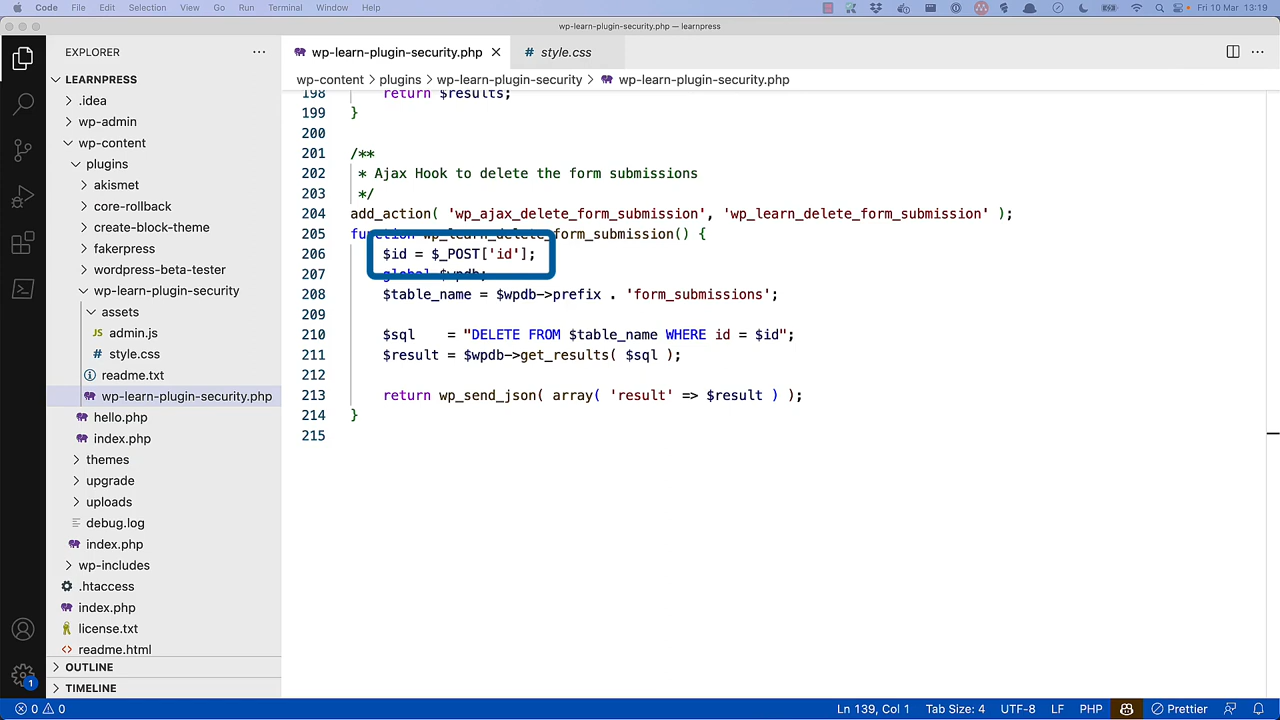 Code File Edit Selection View Go Run Terminal Window Help Fri 10 Mar 13:19
wp-learn-plugin-security.php — learnpress
EXPLORER
LEARNPRESS
.idea
wp-admin
wp-content
plugins
akismet
core-rollback
create-block-theme
fakerpress
wordpress-beta-tester
wp-learn-plugin-security
assets
JS admin.js
# style.css
readme.txt
wp-learn-plugin-security.php
hello.php
index.php
themes
upgrade
uploads
debug.log
index.php
wp-includes
.htaccess
index.php
license.txt
readme.html
OUTLINE
TIMELINE
1
wp-learn-plugin-security.php
# style.css
wp-content > plugins > wp-learn-plugin-security > wp-learn-plugin-security.php
198 return $results;
199 }
200
201 /**
202 * Ajax Hook to delete the form submissions
203 */
204 add_action( 'wp_ajax_delete_form_submission', 'wp_learn_delete_form_submission' );
205 function wp_learn_delete_form_submission() {
206 $id = $_POST['id'];
207 global $wpdb;
208 $table_name = $wpdb->prefix . 'form_submissions';
209
210 $sql = "DELETE FROM $table_name WHERE id = $id";
211 $result = $wpdb->get_results( $sql );
212
213 return wp_send_json( array( 'result' => $result ) );
214 }
215
0 0 Ln 139, Col 1 Tab Size: 4 UTF-8 LF PHP Prettier